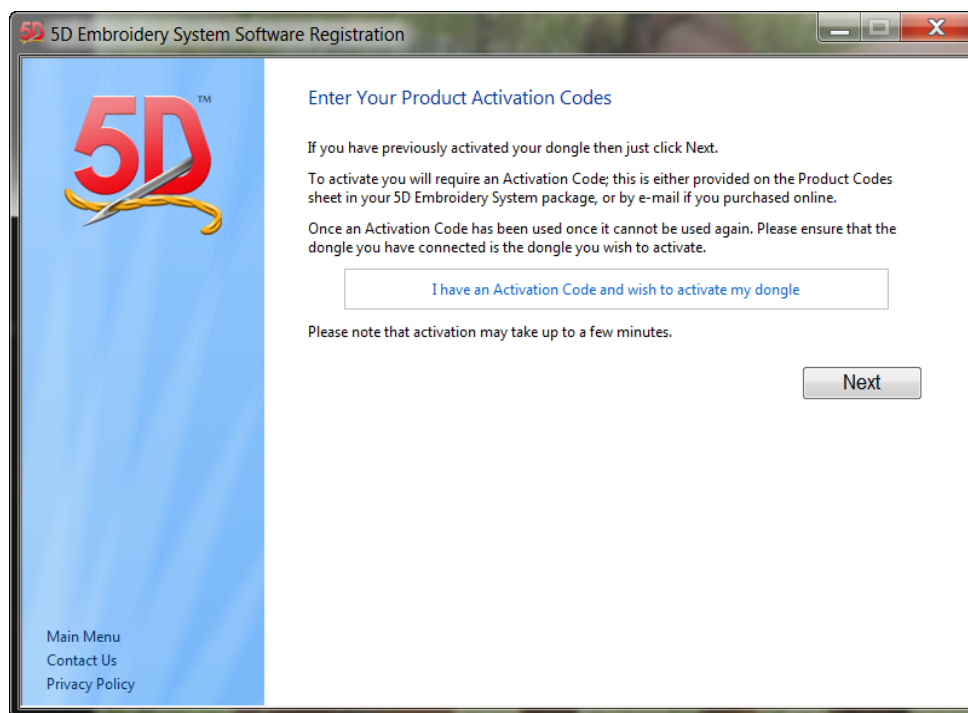 5D Embroidery System Software Registration
5D™
Enter Your Product Activation Codes
If you have previously activated your dongle then just click Next.
To activate you will require an Activation Code; this is either provided on the Product Codes
sheet in your 5D Embroidery System package, or by e-mail if you purchased online.
Once an Activation Code has been used once it cannot be used again. Please ensure that the
dongle you have connected is the dongle you wish to activate.
I have an Activation Code and wish to activate my dongle
Please note that activation may take up to a few minutes.
Next
Main Menu
Contact Us
Privacy Policy